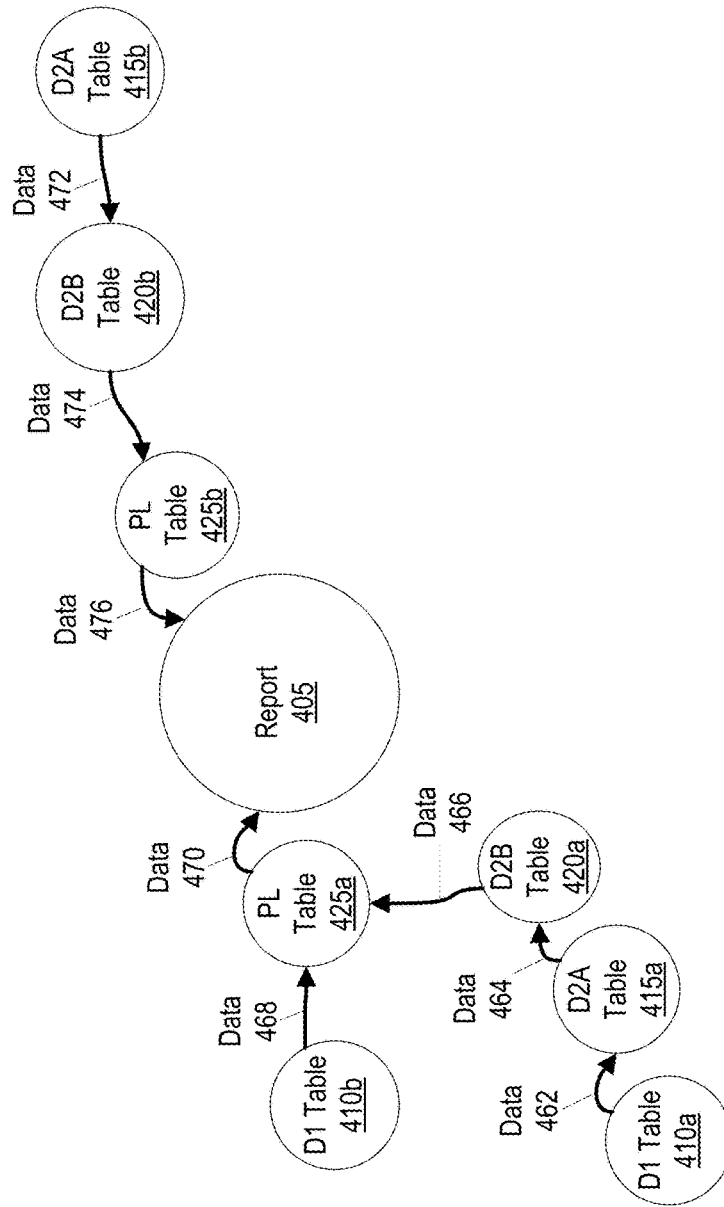 D1 Table
410a
Data
462
D2A
Table
415a
Data
464
D2B
Table
420a
Data
466
D1 Table
410b
Data
468
PL
Table
425a
Data
470
Report
405
Data
476
PL
Table
425b
Data
474
D2B
Table
420b
Data
472
D2A
Table
415b